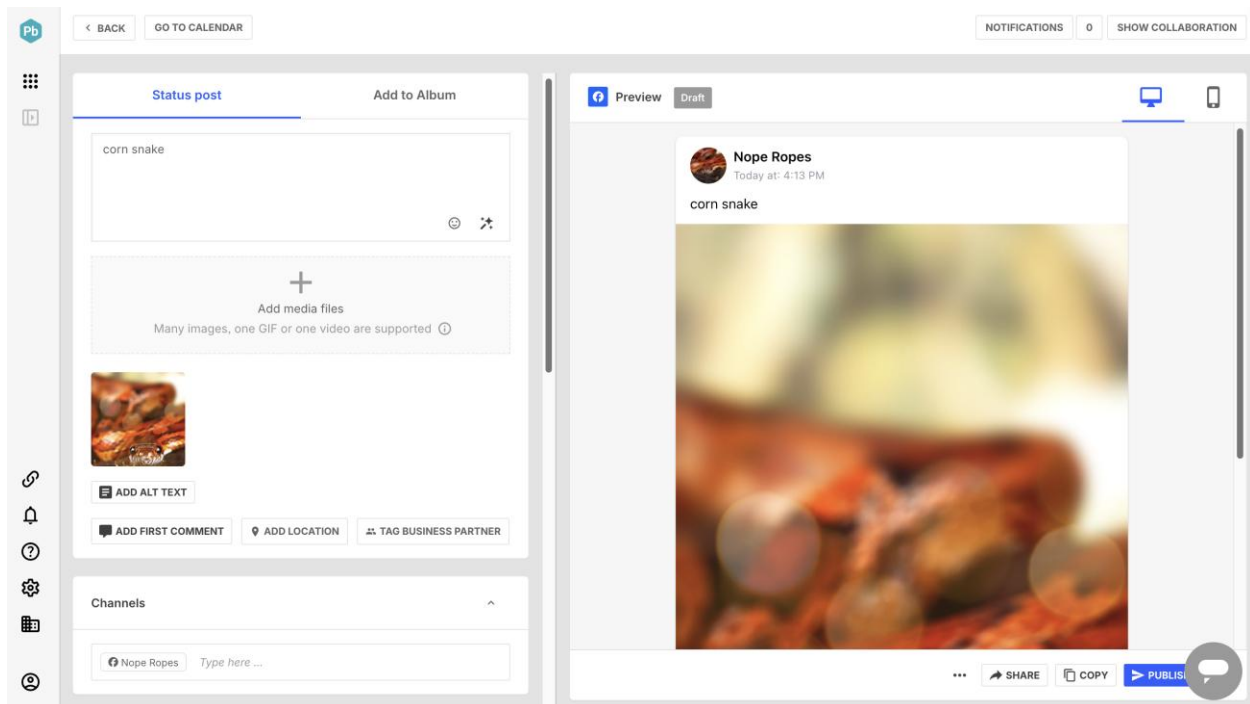 Pb
BACK
GO TO CALENDAR
NOTIFICATIONS
0
SHOW COLLABORATION
Status post
Add to Album
corn snake
Add media files
Many images, one GIF or one video are supported
ADD ALT TEXT
ADD FIRST COMMENT
ADD LOCATION
TAG BUSINESS PARTNER
Channels
Nope Ropes
Type here ...
Preview
Draft
Nope Ropes
Today at: 4:13 PM
corn snake
SHARE
COPY